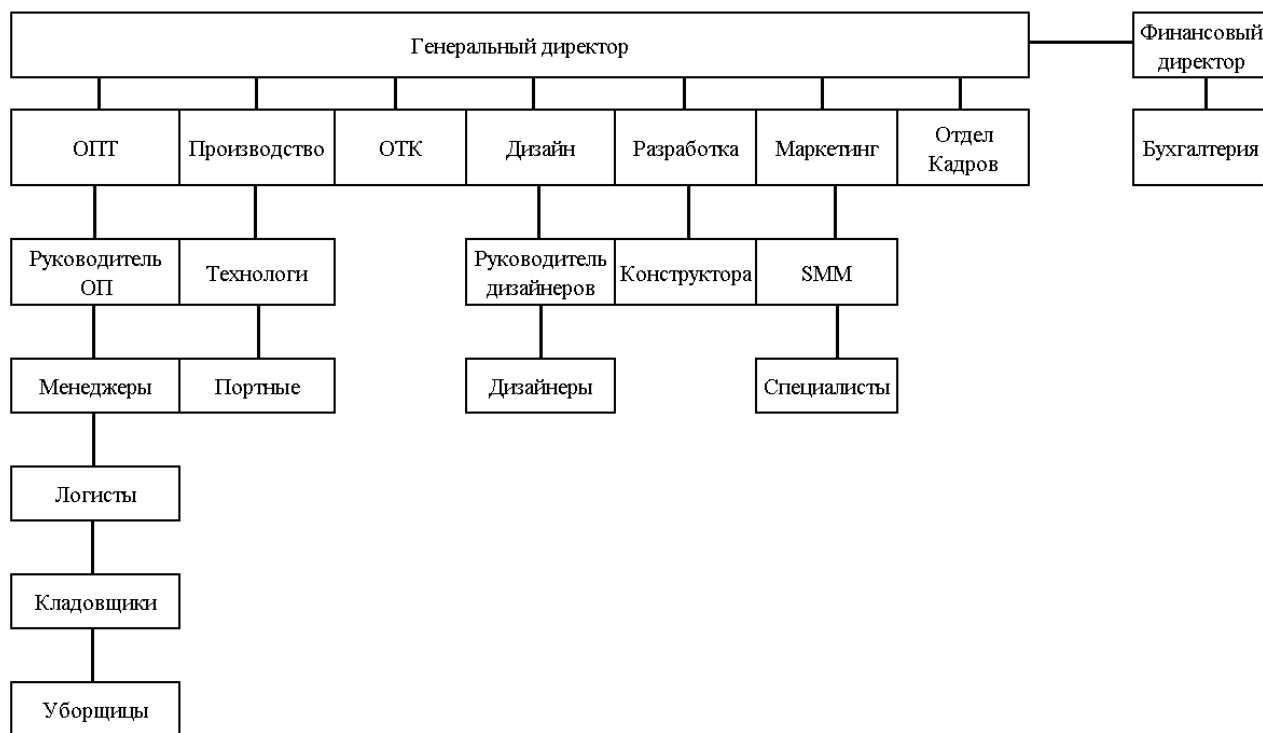 Генеральный директор
Финансовый
директор
ОПТ
Производство
ОТК
Дизайн
Разработка
Маркетинг
Отдел
Кадров
Бухгалтерия
Руководитель
ОП
Технологи
Руководитель
дизайнеров
Конструктора
SMM
Менеджеры
Портные
Дизайнеры
Специалисты
Логисты
Кладовщики
Уборщицы